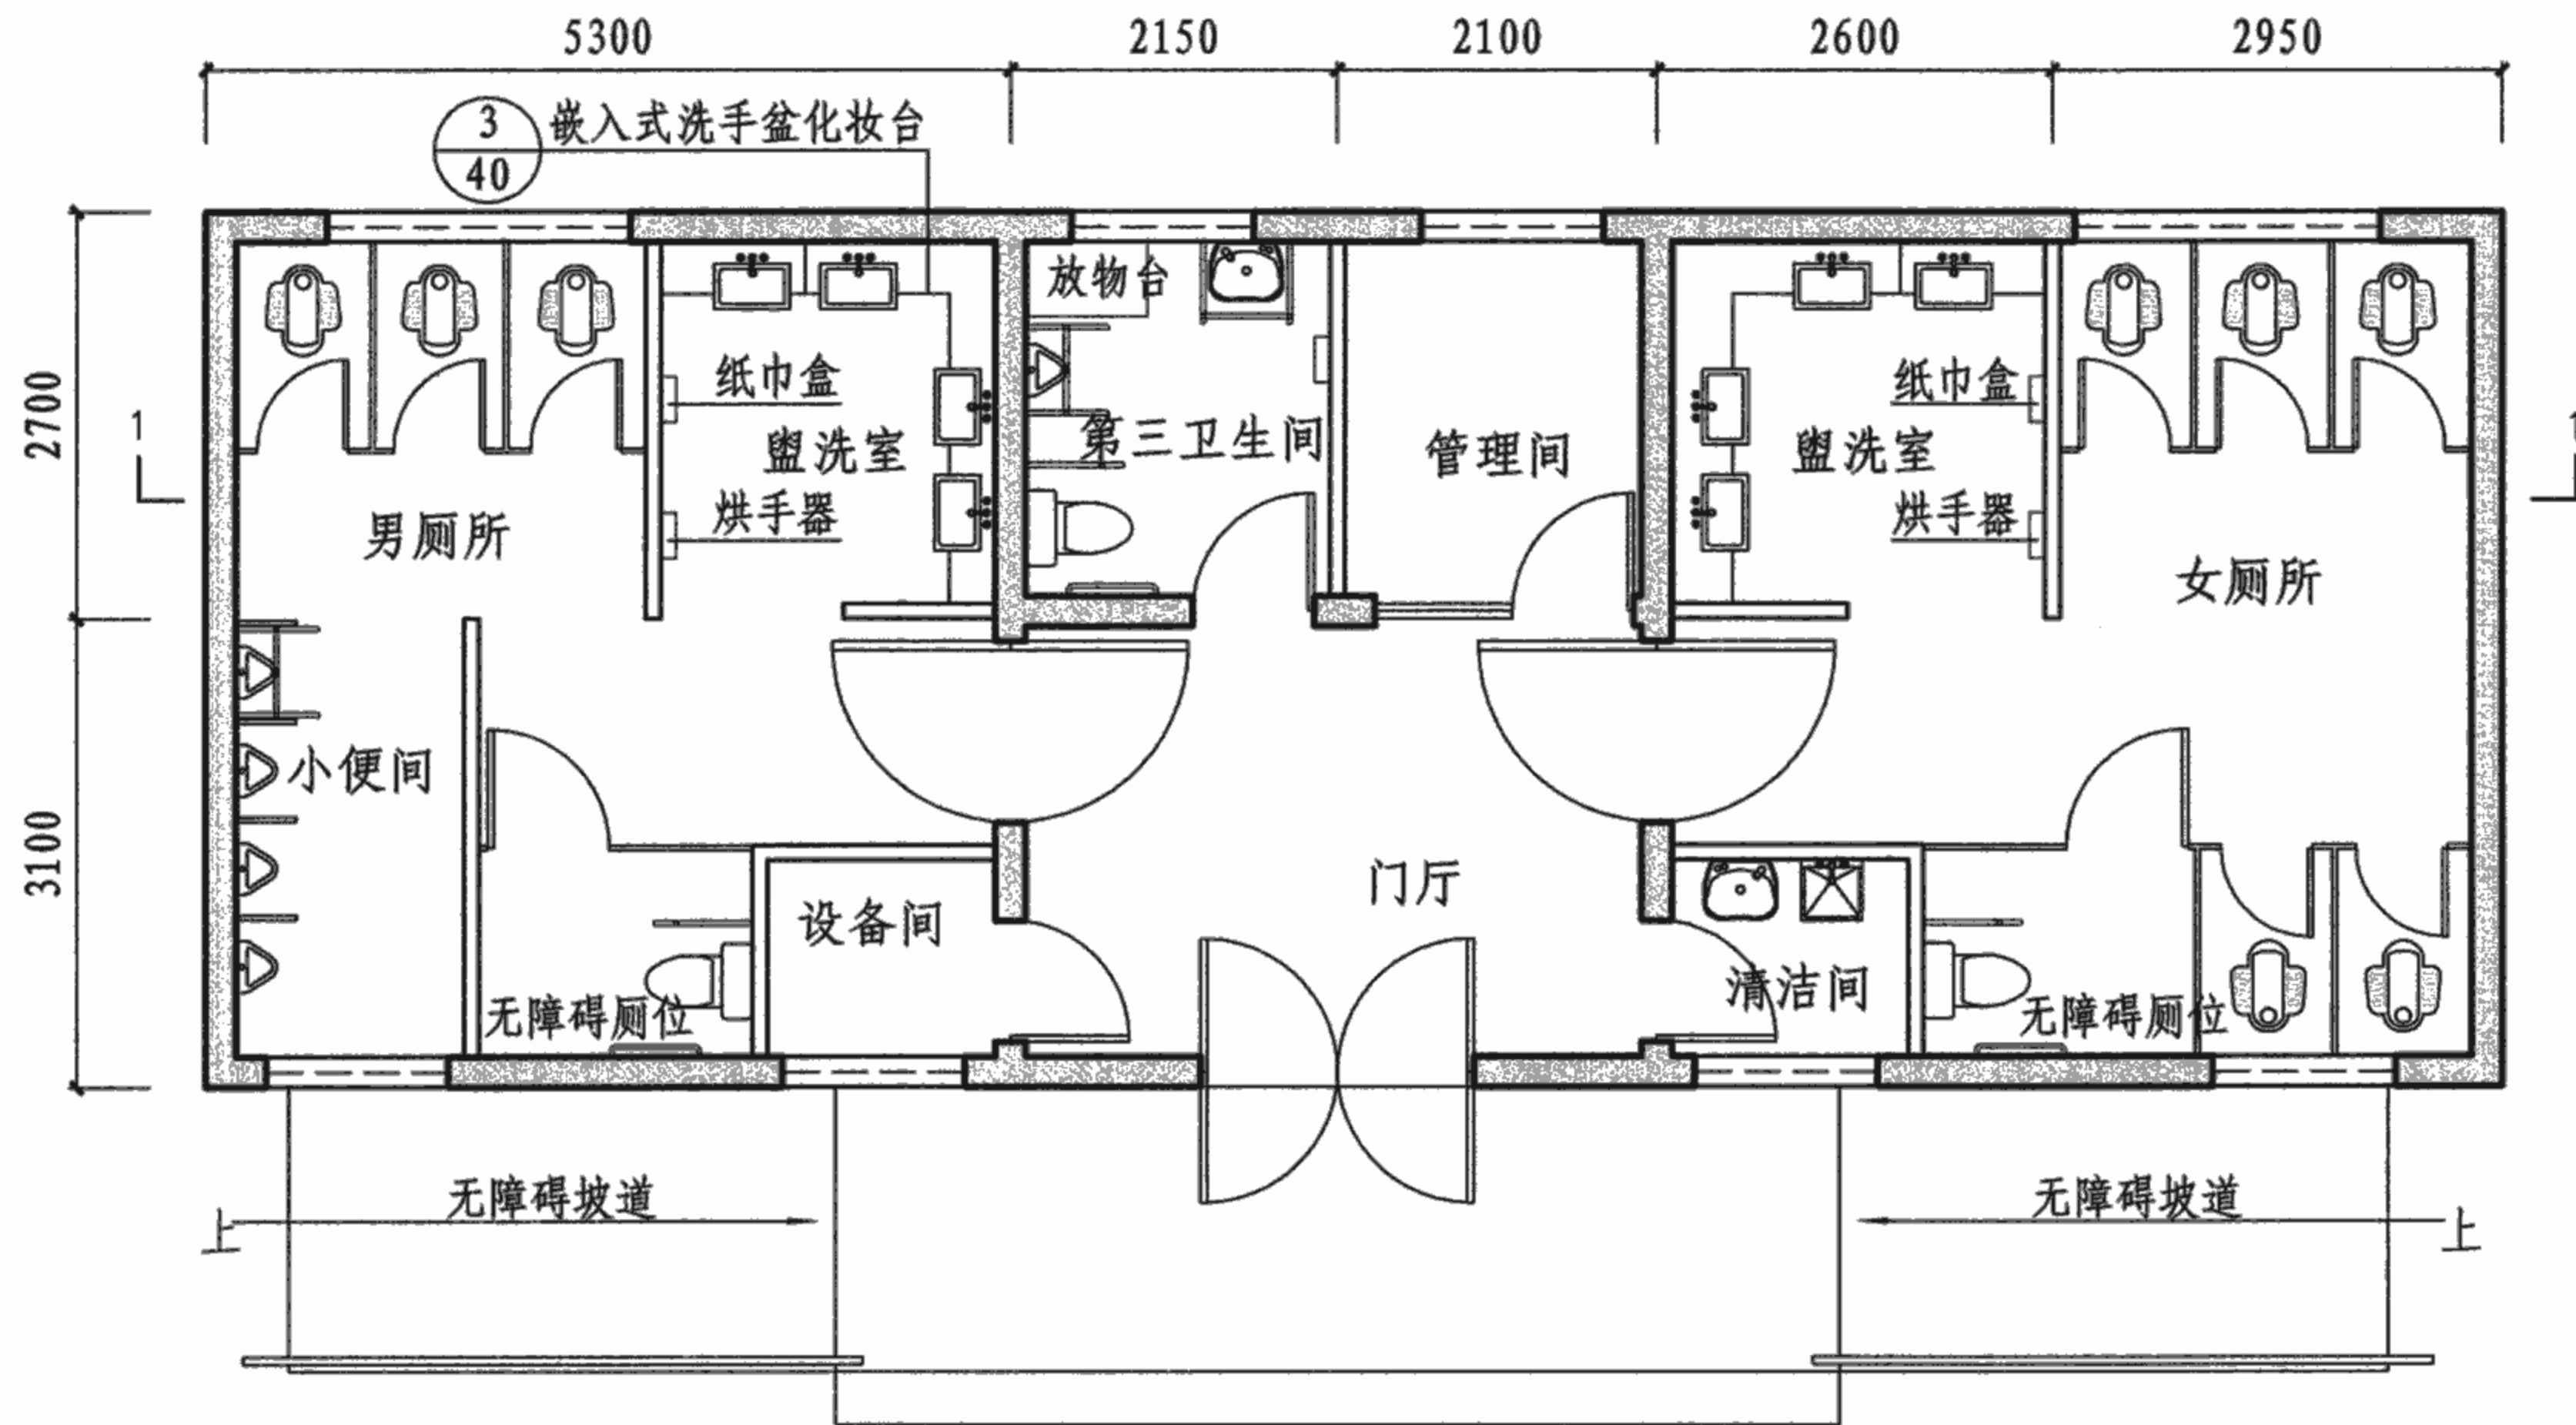 5300 2150 2100 2600 2950
3 嵌入式洗手盆化妆台
40
放物台
纸巾盒 纸巾盒
2700
1 1
第三卫生间
盥洗室 管理间 盥洗室
烘手器 烘手器
男厕所
女厕所
小便间
3100
门厅
设备间
清洁间
无障碍厕位 无障碍厕位
无障碍坡道 无障碍坡道
上 上